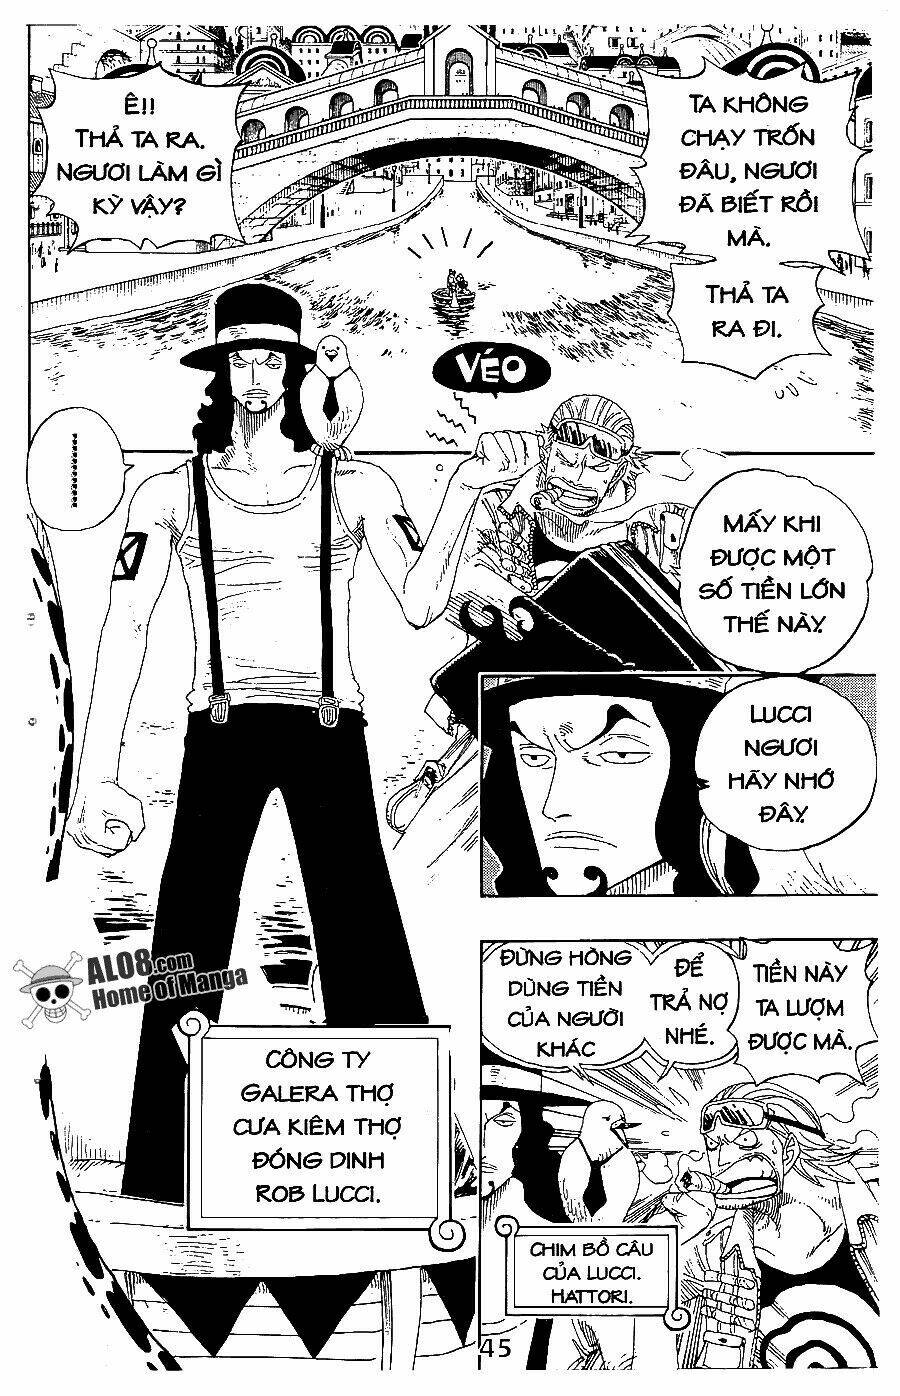 Ê!!
THẢ TA RA.
NGƯƠI LÀM GÌ
KỲ VẬY?
TA KHÔNG
CHẠY TRỐN
ĐÂU, NGƯƠI
ĐÃ BIẾT RỒI
MÀ.
THẢ TA
RA ĐI.
VÉO
MẤY KHI
ĐƯỢC MỘT
SỐ TIỀN LỚN
THẾ NÀY.
LUCCI
NGƯƠI
HÃY NHỚ
ĐẤY.
AL08.com
Home of Manga
CÔNG TY
GALERA THỢ
CƯA KIÊM THỢ
ĐÓNG DINH
ROB LUCCI.
TIỀN NÀY
TA LƯỢM
ĐƯỢC MÀ.
ĐỂ
TRẢ NỢ
NHÉ.
ĐỪNG HÒNG
DÙNG TIỀN
CỦA NGƯỜI
KHÁC
CHIM BỒ CÂU
CỦA LUCCI.
HATTORI.
45